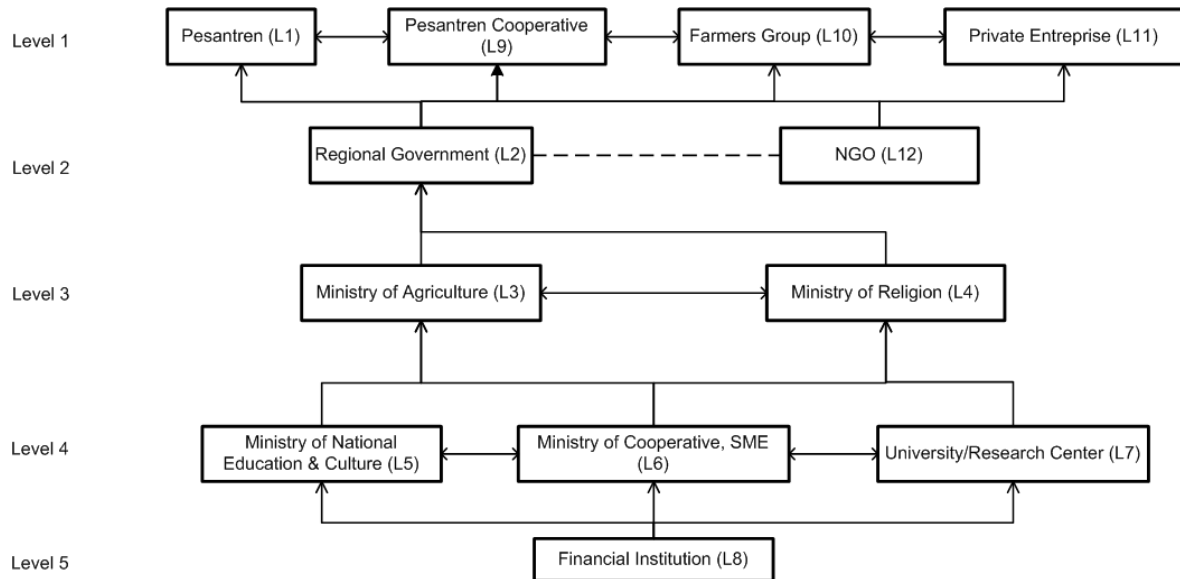 Level 1
Pesantren (L1)
Pesantren Cooperative
(L9)
Farmers Group (L10)
Private Entreprise (L11)
Level 2
Regional Government (L2)
NGO (L12)
Level 3
Ministry of Agriculture (L3)
Ministry of Religion (L4)
Level 4
Ministry of National
Education & Culture (L5)
Ministry of Cooperative, SME
(L6)
University/Research Center (L7)
Level 5
Financial Institution (L8)